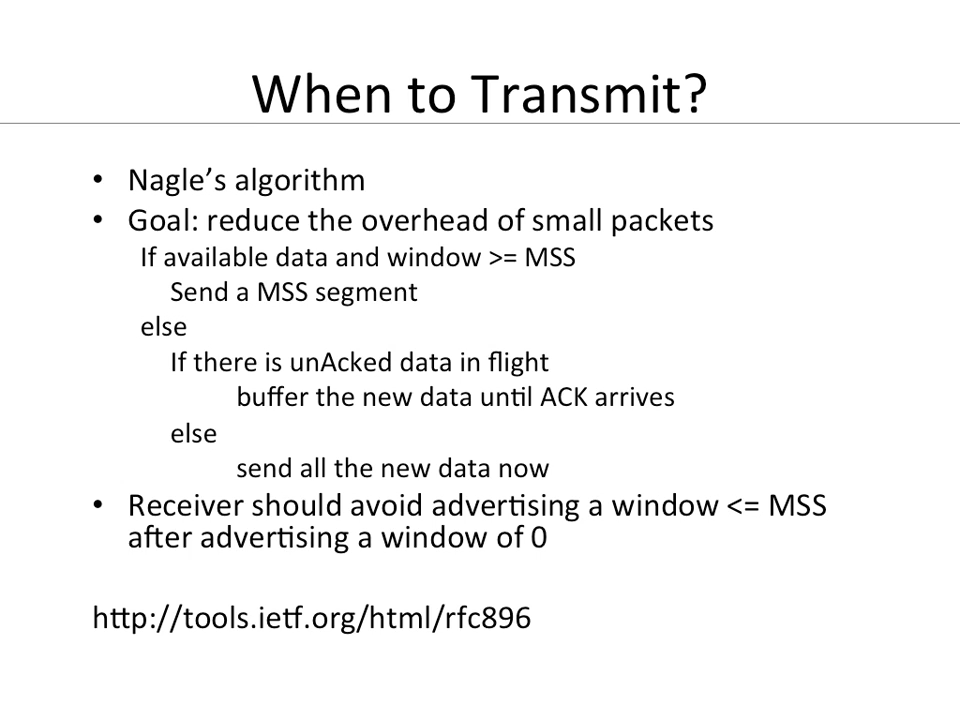 When to Transmit?
• Nagle’s algorithm
• Goal: reduce the overhead of small packets
If available data and window >= MSS
Send a MSS segment
else
If there is unAcked data in flight
buffer the new data until ACK arrives
else
send all the new data now
• Receiver should avoid advertising a window <= MSS
after advertising a window of 0
http://tools.ietf.org/html/rfc896